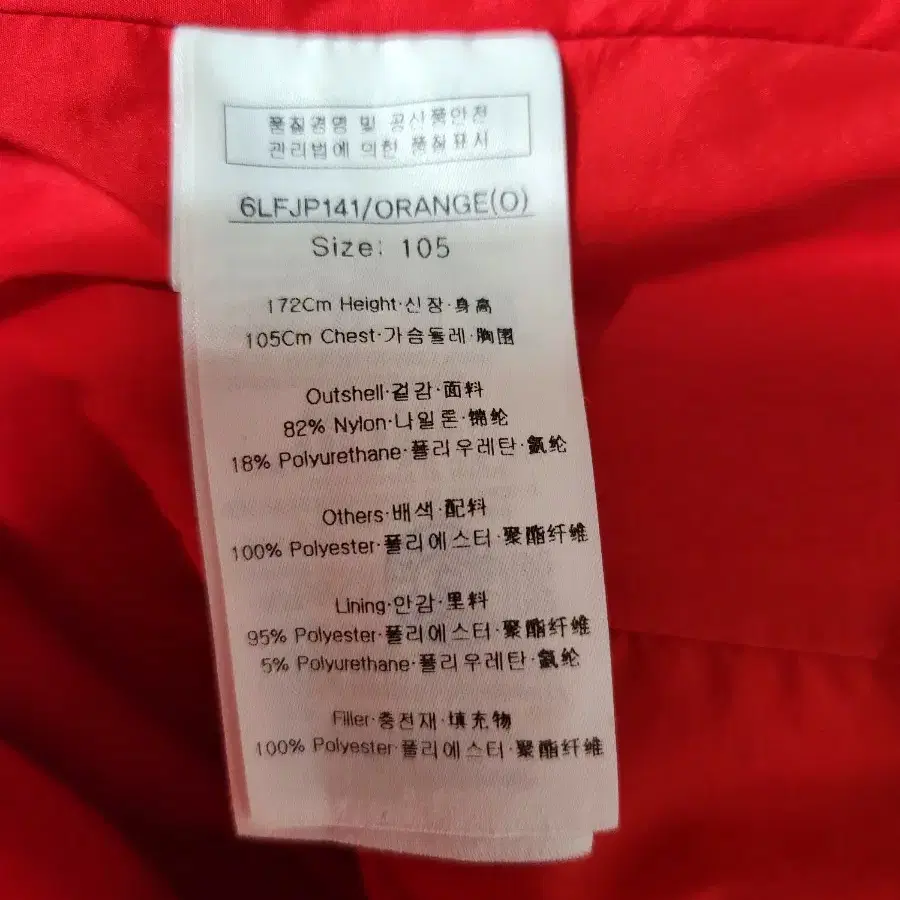 품질경영 및 공산품안전
관리법에 의한 품질표시
6LFJP141/ORANGE(O)
Size: 105
172Cm Height·신장·身高
105Cm Chest·가슴둘레·胸围
Outshell·겉감·面料
82% Nylon·나일론·锦纶
18% Polyurethane·폴리우레탄·氨纶
Others·배색·配料
100% Polyester·폴리에스터·聚酯纤维
Lining·안감·里料
95% Polyester·폴리에스터·聚酯纤维
5% Polyurethane·폴리우레탄·氨纶
Filler·충전재·填充物
100% Polyester·폴리에스터·聚酯纤维